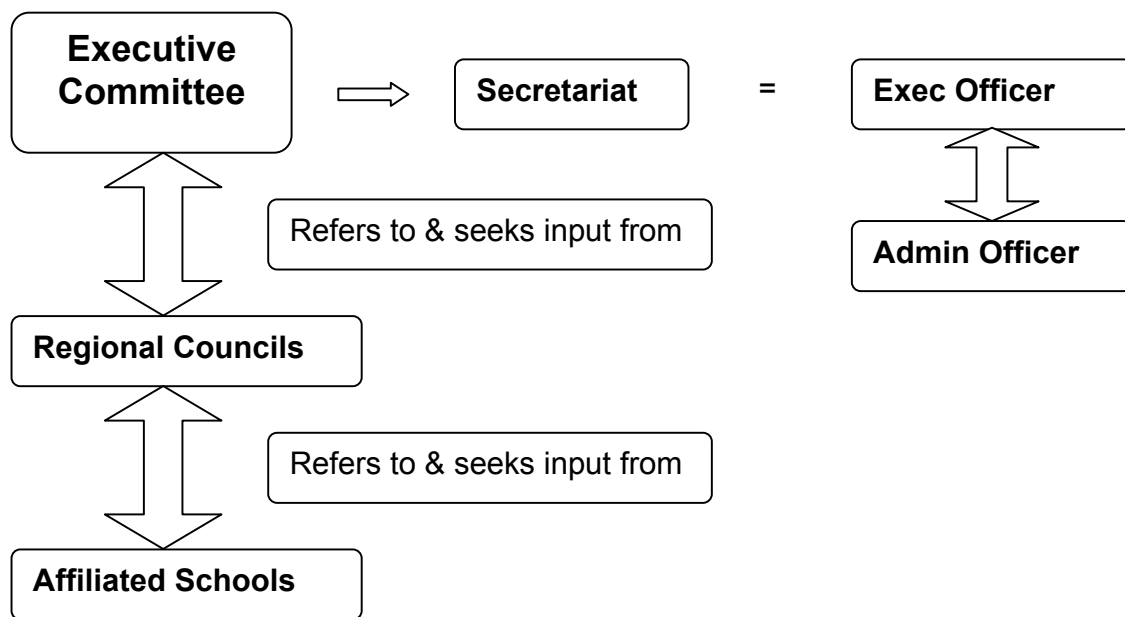 Executive
Committee
Secretariat
=
Exec Officer
Refers to & seeks input from
Admin Officer
Regional Councils
Refers to & seeks input from
Affiliated Schools